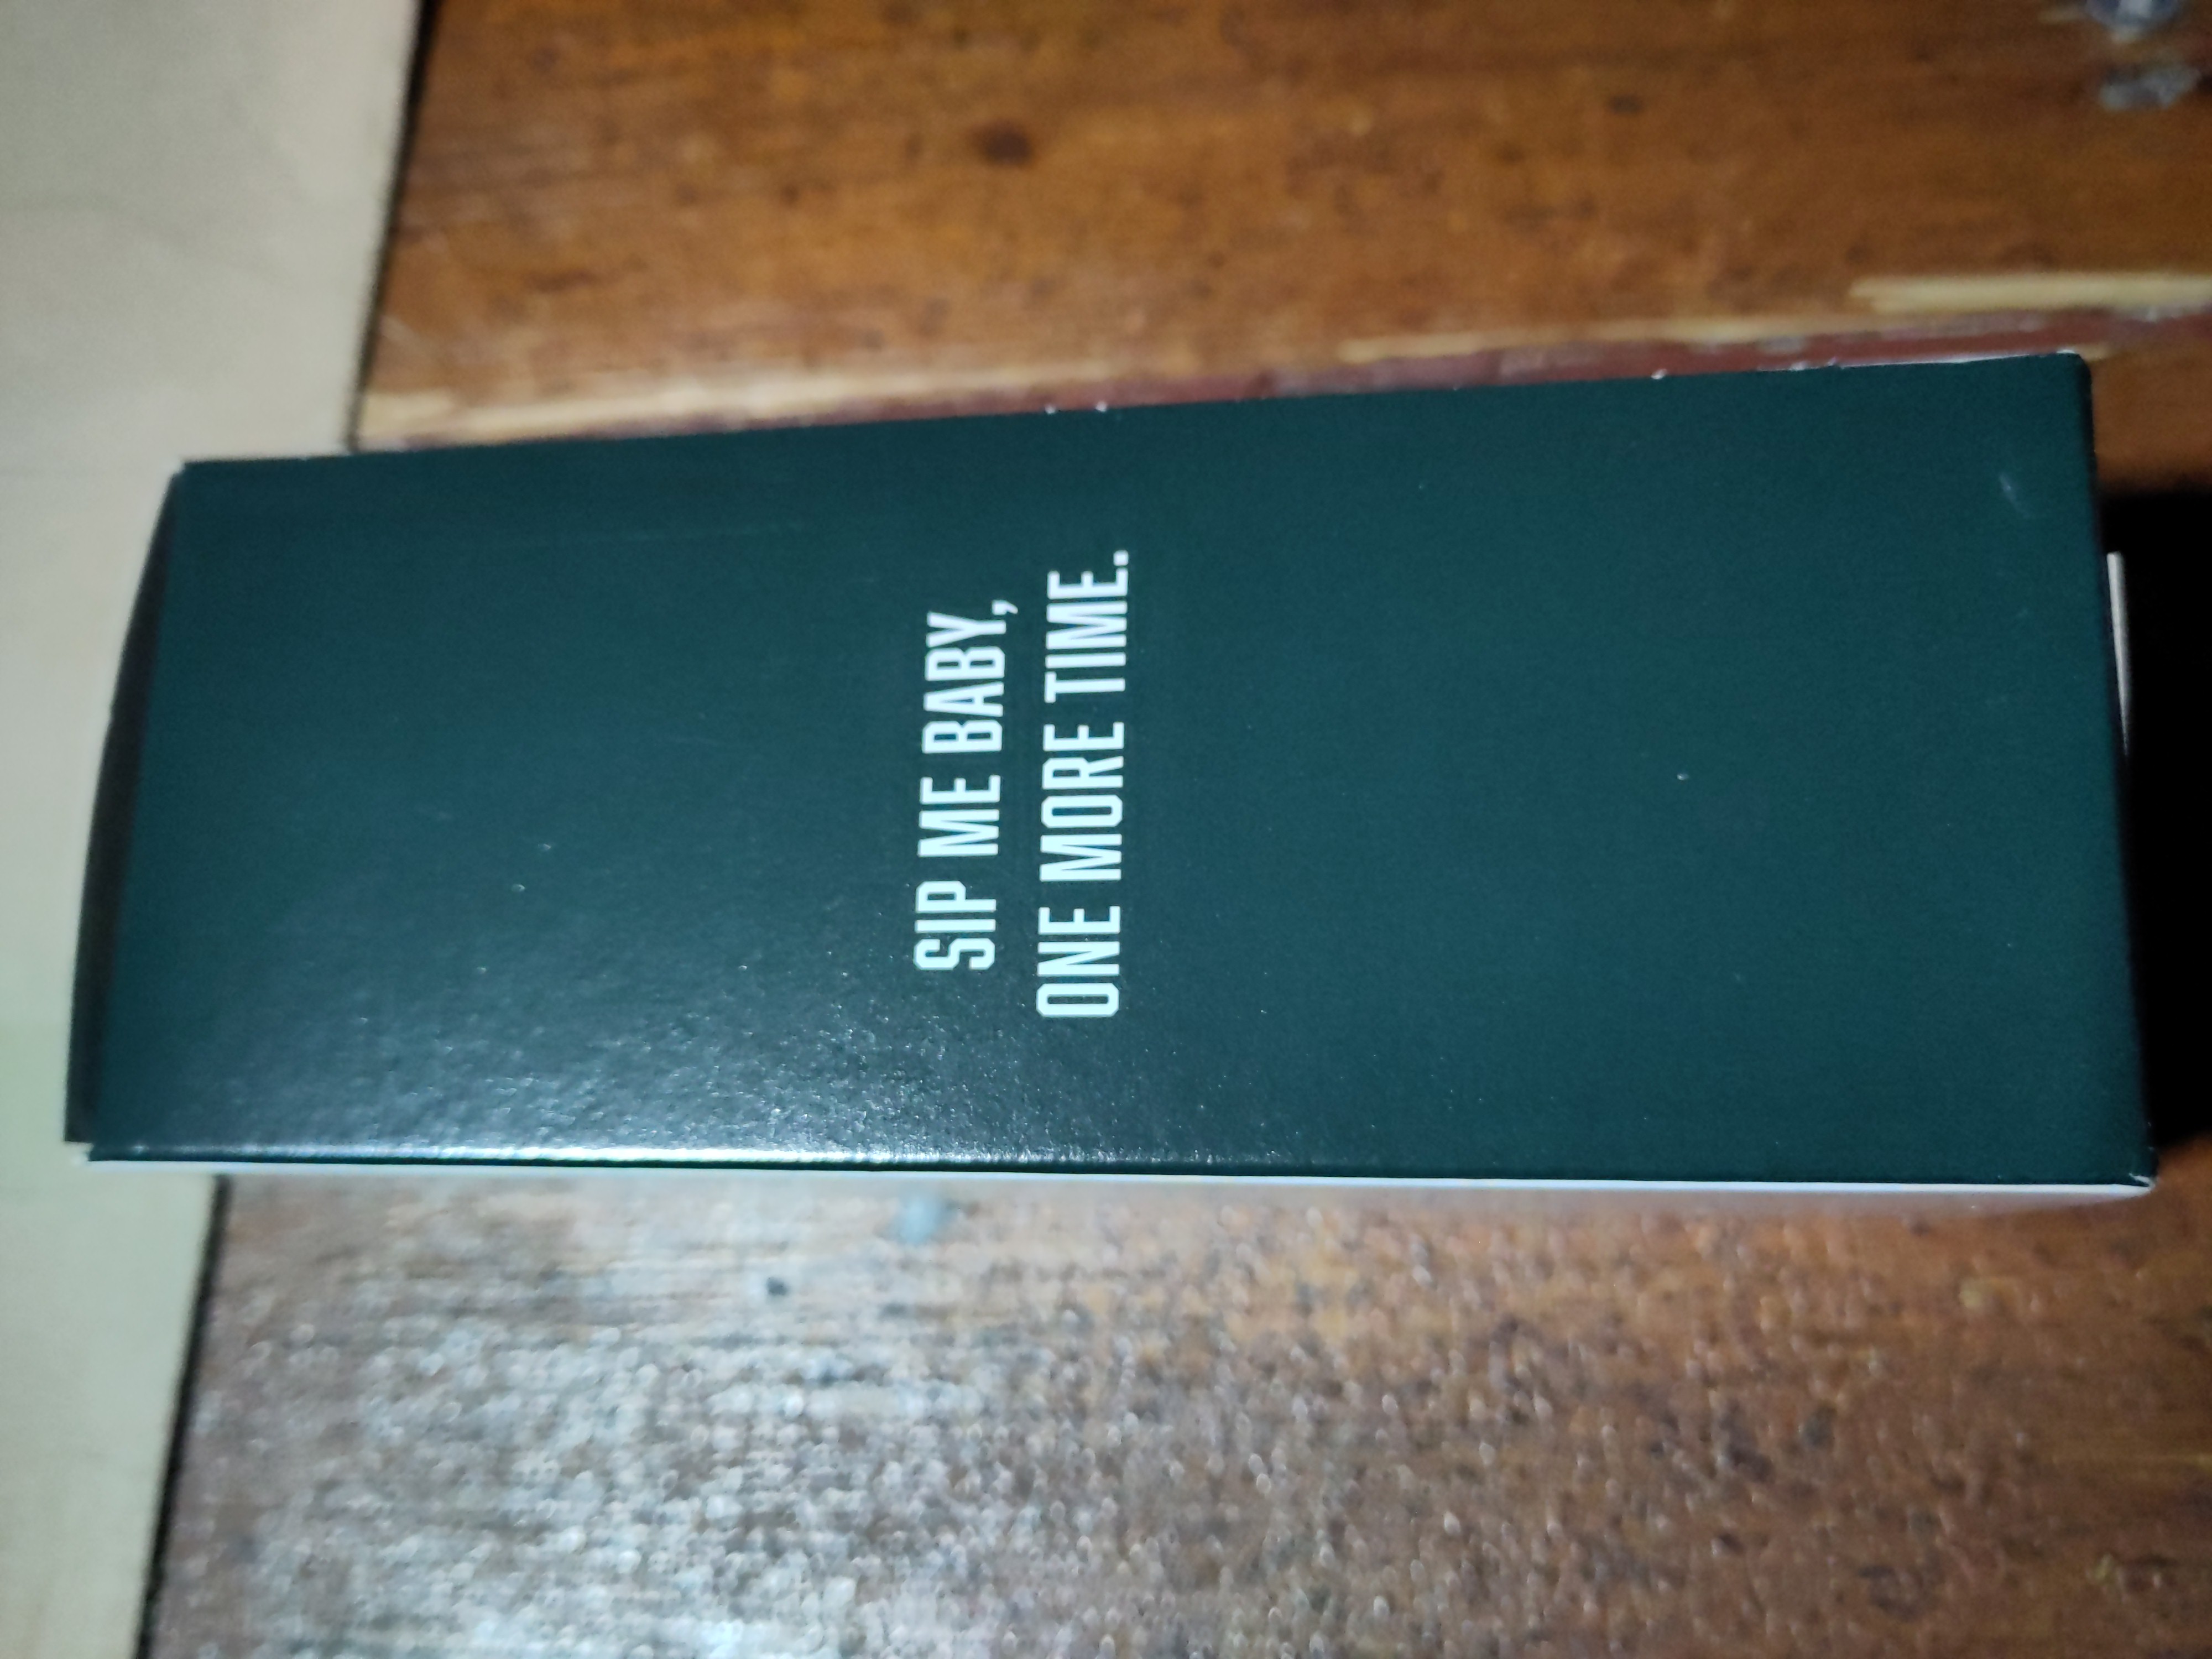 SIP ME BABY,
ONE MORE TIME.